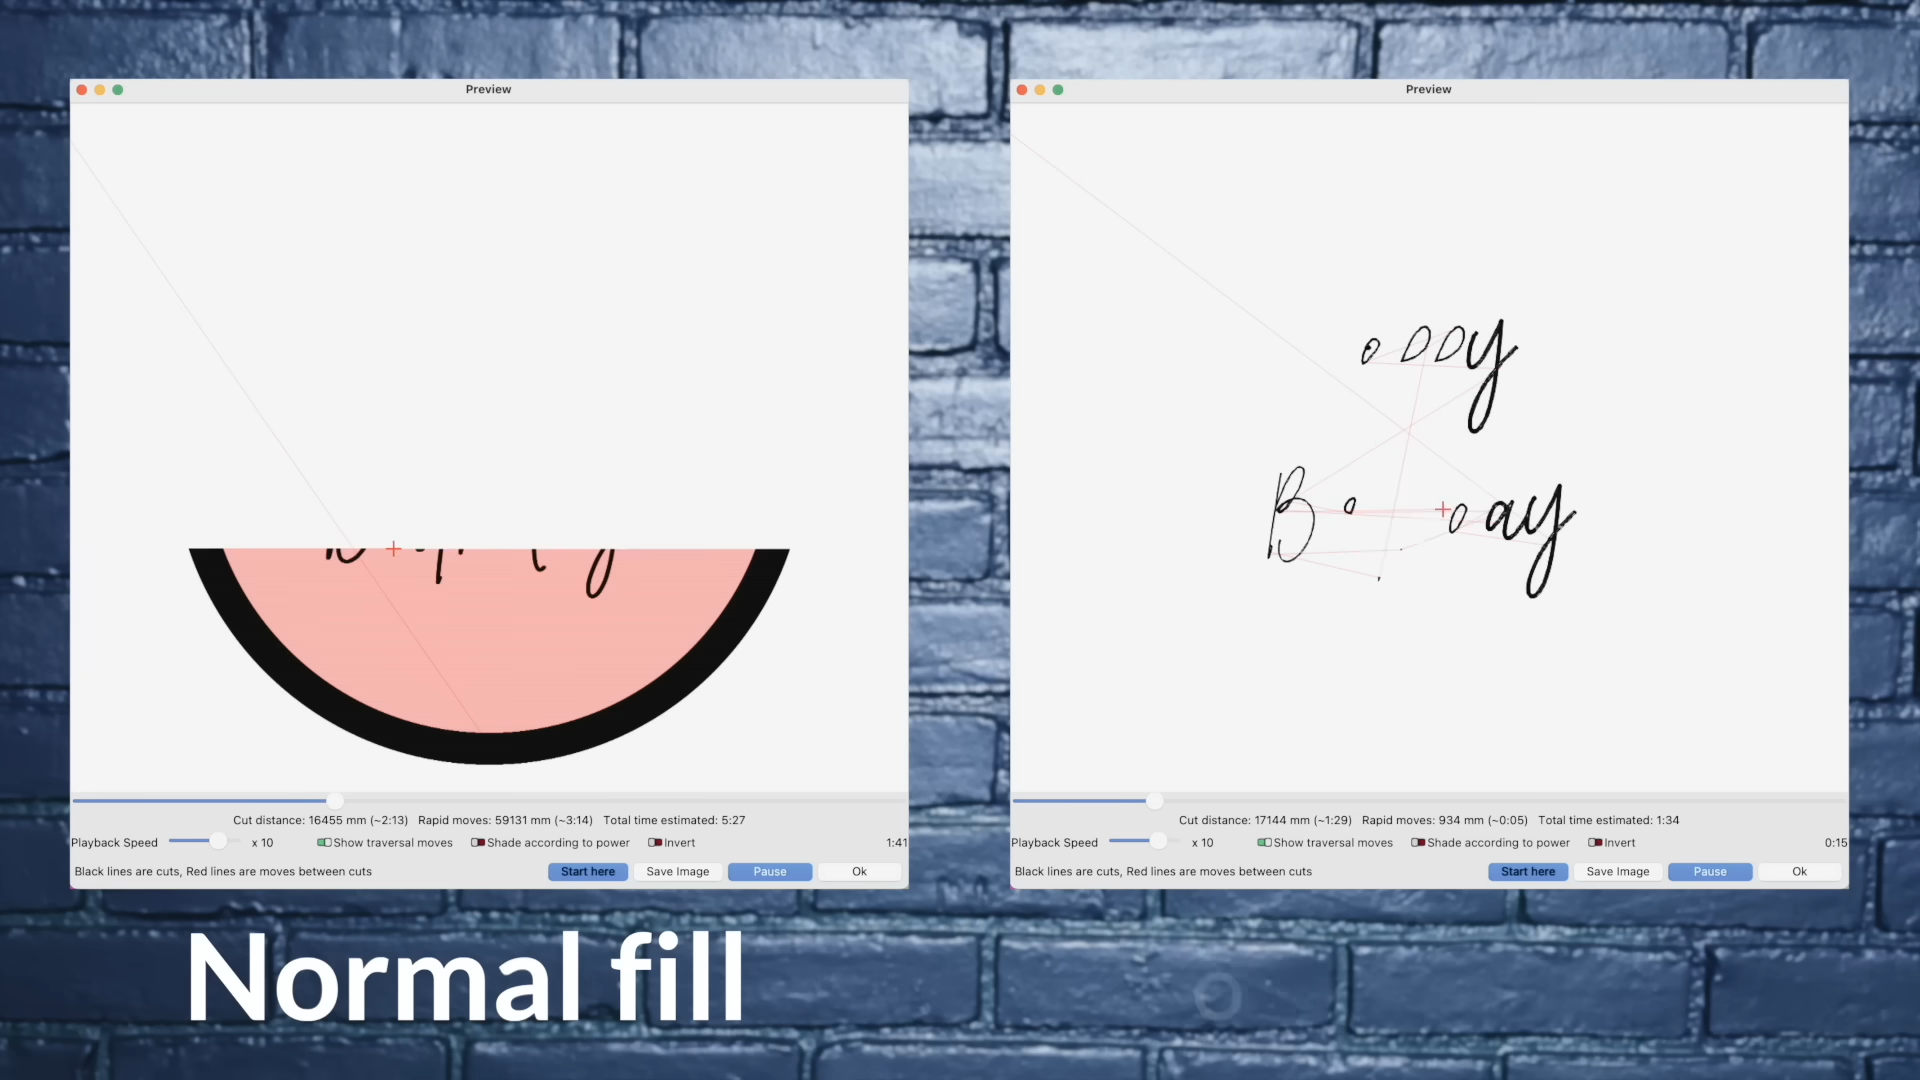 Preview
Cut distance: 16455 mm (~2:13) Rapid moves: 59131 mm (~3:14) Total time estimated: 5:27
Playback Speed x 10 Show traversal moves Shade according to power Invert 1:41
Black lines are cuts, Red lines are moves between cuts Start here Save Image Pause Ok
Preview
Cut distance: 17144 mm (~1:29) Rapid moves: 934 mm (~0:05) Total time estimated: 1:34
Playback Speed x 10 Show traversal moves Shade according to power Invert 0:15
Black lines are cuts, Red lines are moves between cuts Start here Save Image Pause Ok
Normal fill